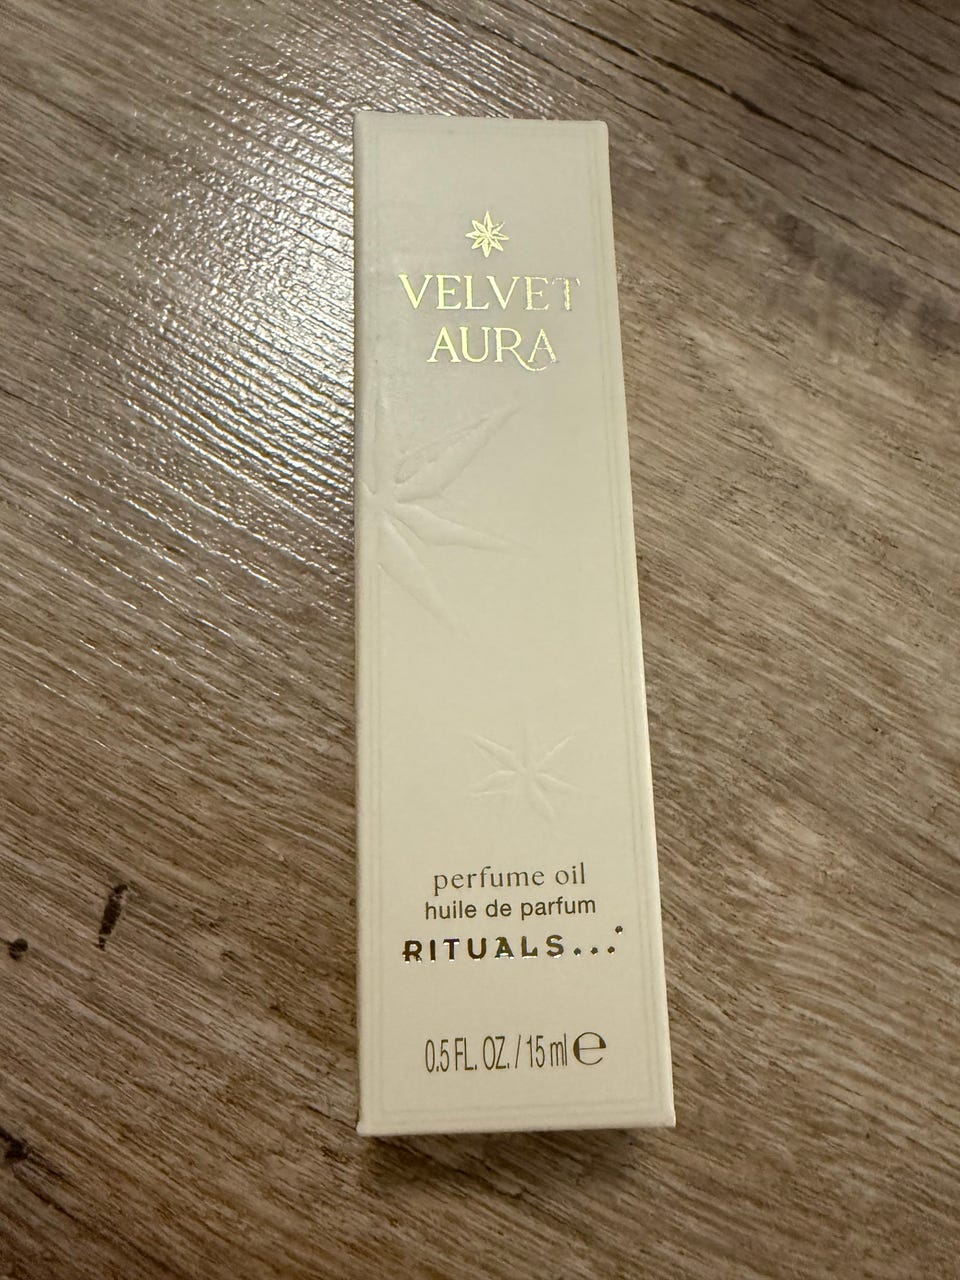 VELVET
AURA
perfume oil
huile de parfum
RITUALS...
0.5 FL. OZ. / 15 ml ℮